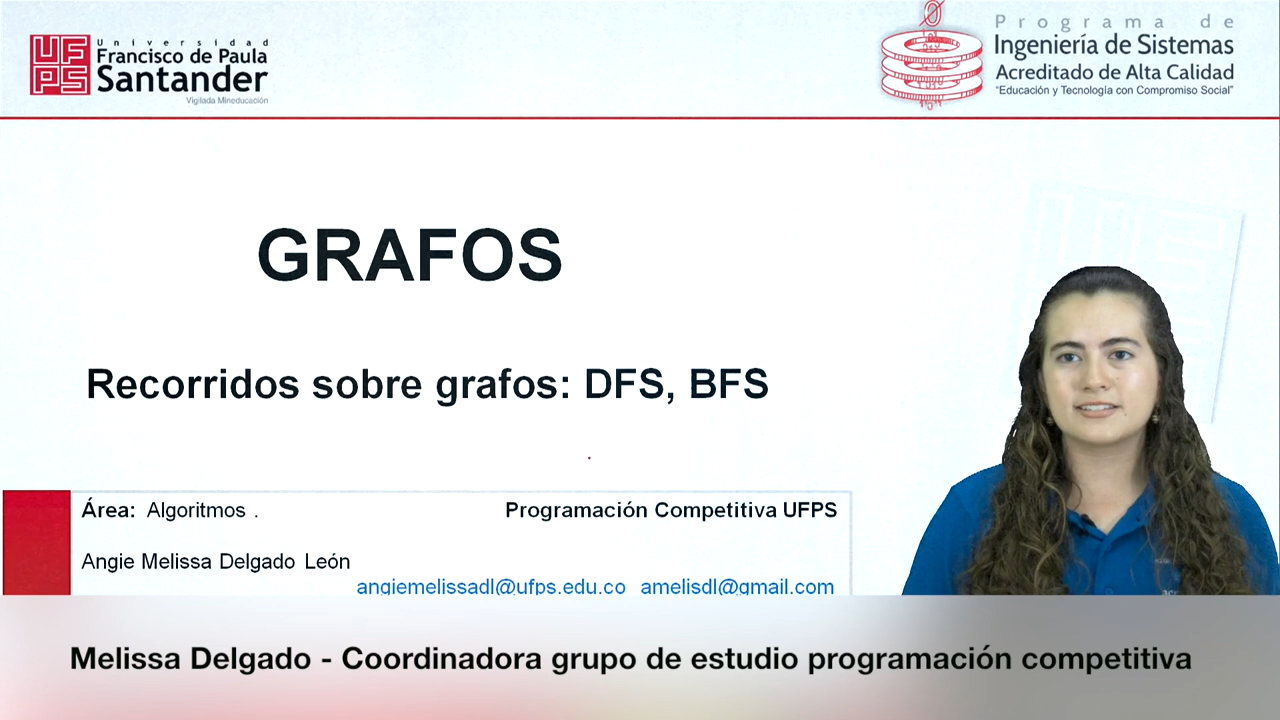 UFPS
Universidad
Francisco de Paula
Santander
Vigilada Mineducación
Programa de
Ingeniería de Sistemas
Acreditado de Alta Calidad
"Educación y Tecnología con Compromiso Social"
GRAFOS
Recorridos sobre grafos: DFS, BFS
Área: Algoritmos .
Programación Competitiva UFPS
Angie Melissa Delgado León
angiemelissadl@ufps.edu.co amelisdl@gmail.com
Melissa Delgado - Coordinadora grupo de estudio programación competitiva